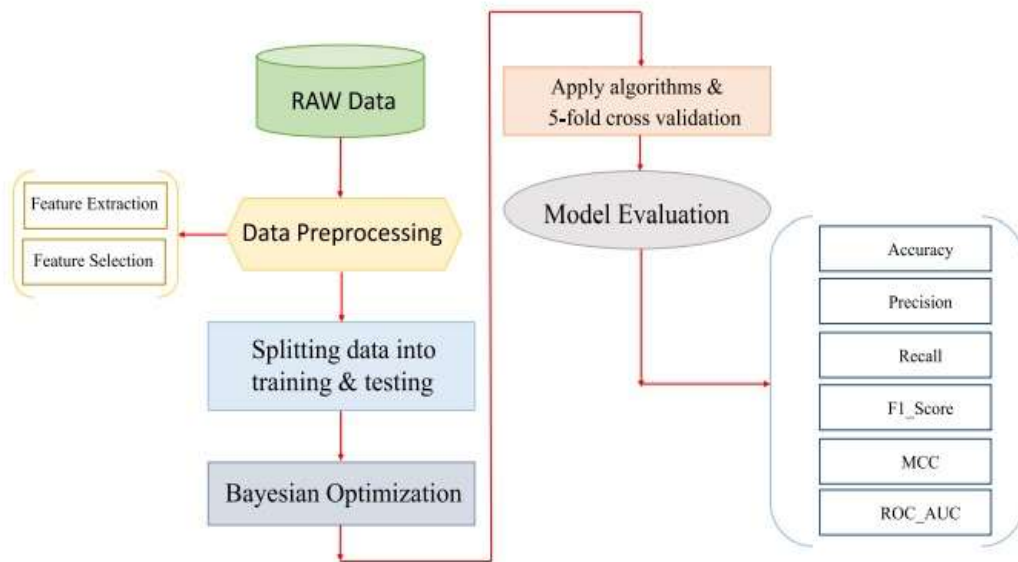 RAW Data
Feature Extraction
Feature Selection
Data Preprocessing
Splitting data into
training & testing
Bayesian Optimization
Apply algorithms &
5-fold cross validation
Model Evaluation
Accuracy
Precision
Recall
F1_Score
MCC
ROC_AUC